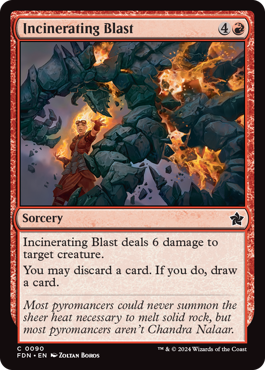 Incinerating Blast 4
Sorcery
Incinerating Blast deals 6 damage to
target creature.
You may discard a card. If you do, draw
a card.
Most pyromancers could never summon the
sheer heat necessary to melt solid rock, but
most pyromancers aren't Chandra Nalaar.
C 0090
FDN • EN ZOLTAN BOROS
™ & © 2024 Wizards of the Coast